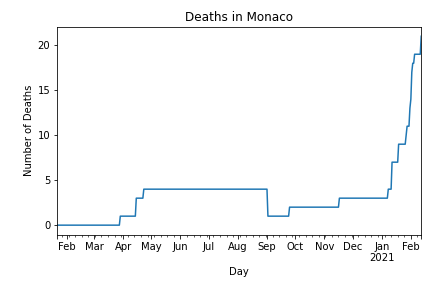 Deaths in Monaco
20
15
10
5
0
Number of Deaths
Feb Mar Apr May Jun Jul Aug Sep Oct Nov Dec Jan Feb
2021
Day